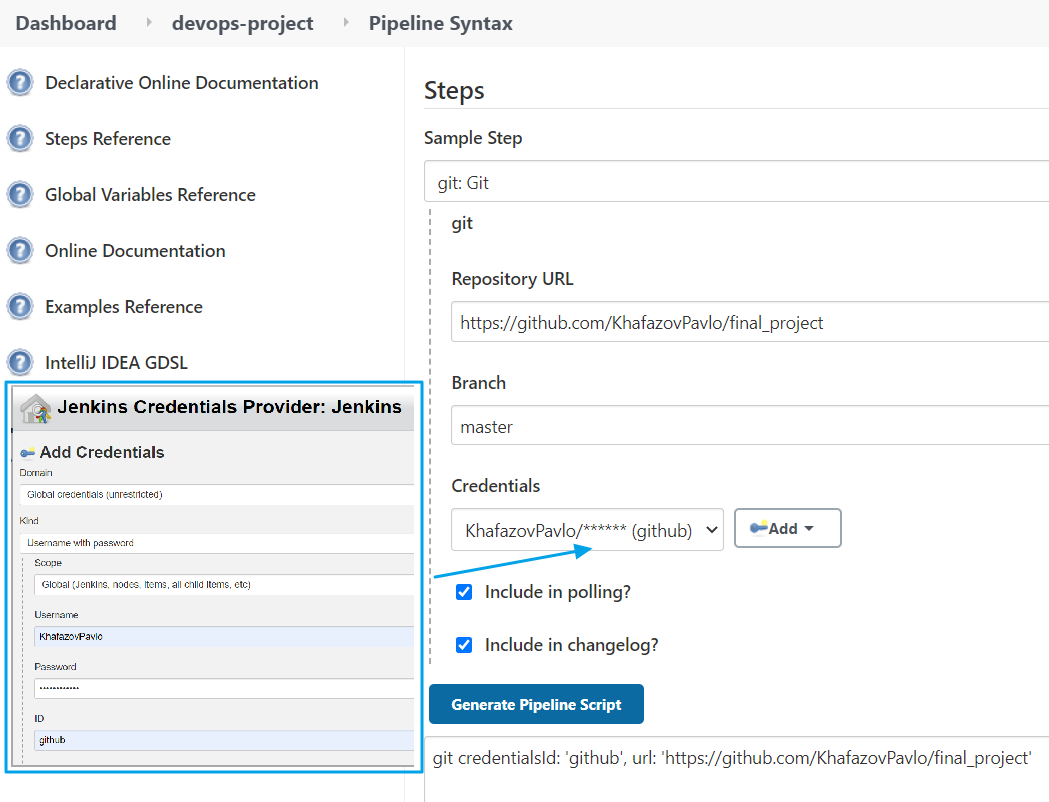 Dashboard devops-project Pipeline Syntax
Declarative Online Documentation
Steps Reference
Global Variables Reference
Online Documentation
Examples Reference
IntelliJ IDEA GDSL
Jenkins Credentials Provider: Jenkins
Add Credentials
Domain
Global credentials (unrestricted)
Kind
Username with password
Scope
Global (Jenkins, nodes, items, all child items, etc)
Username
KhafazovPavlo
Password
••••••••••••
ID
github
Steps
Sample Step
git: Git
git
Repository URL
https://github.com/KhafazovPavlo/final_project
Branch
master
Credentials
KhafazovPavlo/****** (github) Add
Include in polling?
Include in changelog?
Generate Pipeline Script
git credentialsId: 'github', url: 'https://github.com/KhafazovPavlo/final_project'